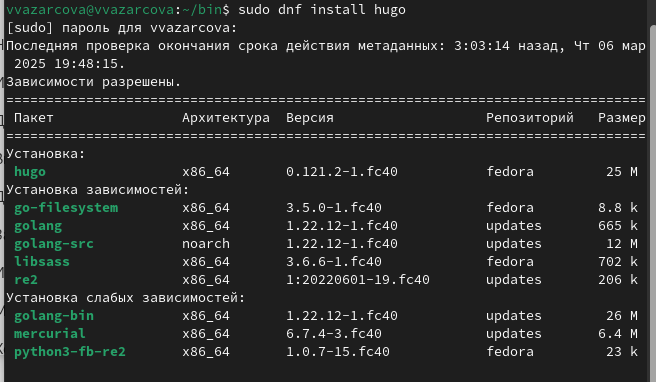 vvazarcova@vvazarcova:~/bin$ sudo dnf install hugo
[sudo] пароль для vvazarcova:
Последняя проверка окончания срока действия метаданных: 3:03:14 назад, Чт 06 мар
 2025 19:48:15.
Зависимости разрешены.
================================================================================
Пакет Архитектура Версия Репозиторий Размер
================================================================================
Установка:
hugo x86_64 0.121.2-1.fc40 fedora 25 M
Установка зависимостей:
go-filesystem x86_64 3.5.0-1.fc40 fedora 8.8 k
golang x86_64 1.22.12-1.fc40 updates 665 k
golang-src noarch 1.22.12-1.fc40 updates 12 M
libsass x86_64 3.6.6-1.fc40 fedora 702 k
re2 x86_64 1:20220601-19.fc40 updates 206 k
Установка слабых зависимостей:
golang-bin x86_64 1.22.12-1.fc40 updates 26 M
mercurial x86_64 6.7.4-3.fc40 updates 6.4 M
python3-fb-re2 x86_64 1.0.7-15.fc40 fedora 23 k